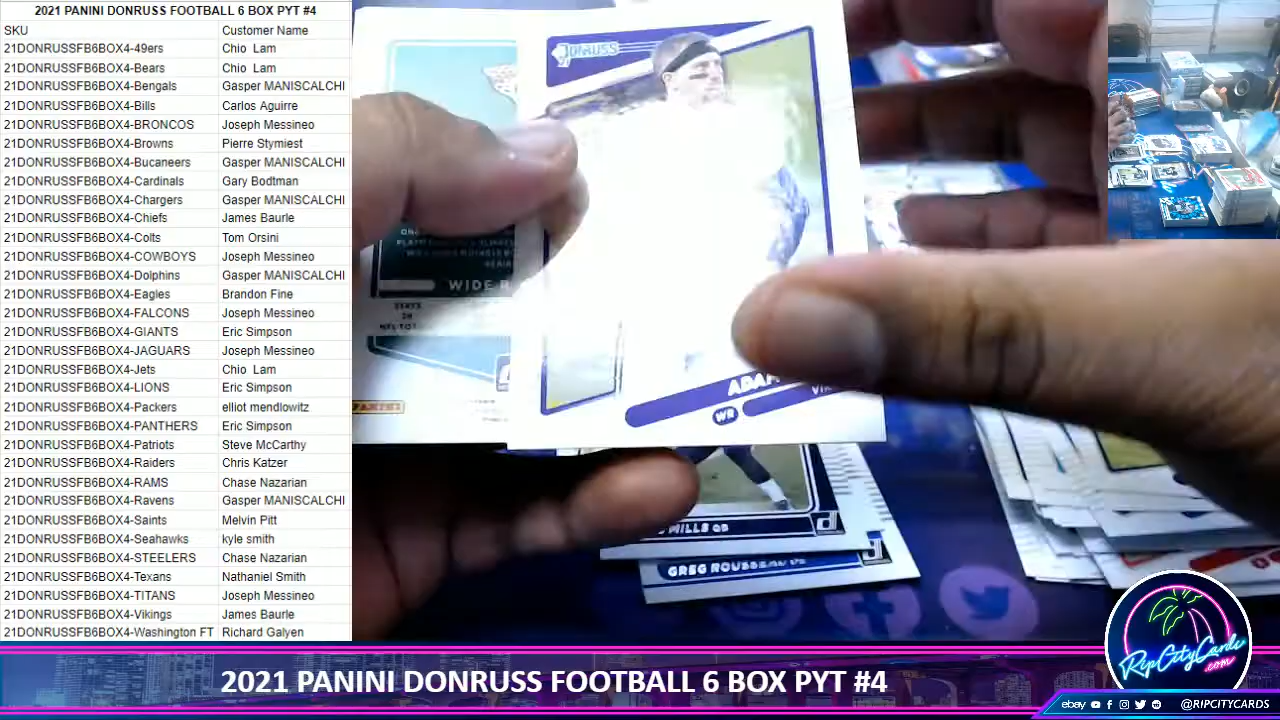 2021 PANINI DONRUSS FOOTBALL 6 BOX PYT #4
SKU Customer Name
21DONRUSSFB6BOX4-49ers Chio Lam
21DONRUSSFB6BOX4-Bears Chio Lam
21DONRUSSFB6BOX4-Bengals Gasper MANISCALCHI
21DONRUSSFB6BOX4-Bills Carlos Aguirre
21DONRUSSFB6BOX4-BRONCOS Joseph Messineo
21DONRUSSFB6BOX4-Browns Pierre Stymiest
21DONRUSSFB6BOX4-Bucaneers Gasper MANISCALCHI
21DONRUSSFB6BOX4-Cardinals Gary Bodtman
21DONRUSSFB6BOX4-Chargers Gasper MANISCALCHI
21DONRUSSFB6BOX4-Chiefs James Baurle
21DONRUSSFB6BOX4-Colts Tom Orsini
21DONRUSSFB6BOX4-COWBOYS Joseph Messineo
21DONRUSSFB6BOX4-Dolphins Gasper MANISCALCHI
21DONRUSSFB6BOX4-Eagles Brandon Fine
21DONRUSSFB6BOX4-FALCONS Joseph Messineo
21DONRUSSFB6BOX4-GIANTS Eric Simpson
21DONRUSSFB6BOX4-JAGUARS Joseph Messineo
21DONRUSSFB6BOX4-Jets Chio Lam
21DONRUSSFB6BOX4-LIONS Eric Simpson
21DONRUSSFB6BOX4-Packers elliot mendlowitz
21DONRUSSFB6BOX4-PANTHERS Eric Simpson
21DONRUSSFB6BOX4-Patriots Steve McCarthy
21DONRUSSFB6BOX4-Raiders Chris Katzer
21DONRUSSFB6BOX4-RAMS Chase Nazarian
21DONRUSSFB6BOX4-Ravens Gasper MANISCALCHI
21DONRUSSFB6BOX4-Saints Melvin Pitt
21DONRUSSFB6BOX4-Seahawks kyle smith
21DONRUSSFB6BOX4-STEELERS Chase Nazarian
21DONRUSSFB6BOX4-Texans Nathaniel Smith
21DONRUSSFB6BOX4-TITANS Joseph Messineo
21DONRUSSFB6BOX4-Vikings James Baurle
21DONRUSSFB6BOX4-Washington FT Richard Galyen
DONRUSS
WIDE R
ADAM
WR
PANINI
MILLS QB
GREG ROUSSEAU
RipCityCards
.com
2021 PANINI DONRUSS FOOTBALL 6 BOX PYT #4
ebay @RIPCITYCARDS